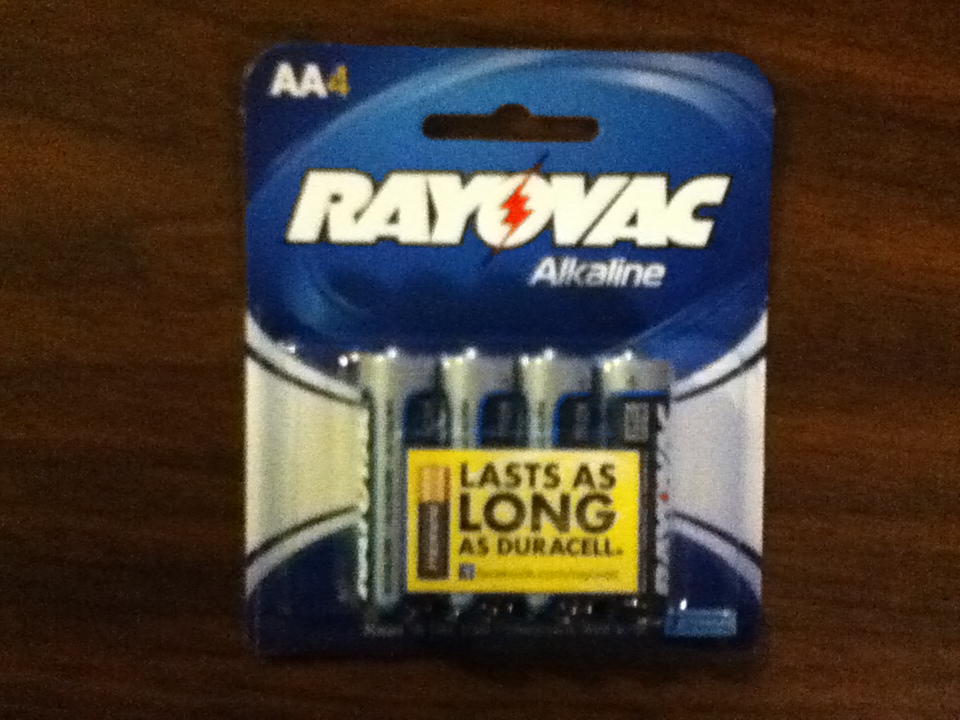 AA4
RAYOVAC
Alkaline
LASTS AS
LONG
AS DURACELL.